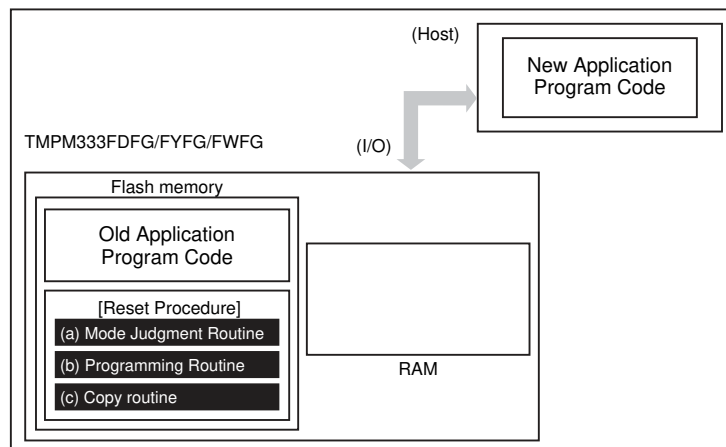 (Host)
New Application
Program Code
TMPM333FDFG/FYFG/FWFG
(I/O)
Flash memory
Old Application
Program Code
[Reset Procedure]
(a) Mode Judgment Routine
(b) Programming Routine
(c) Copy routine
RAM